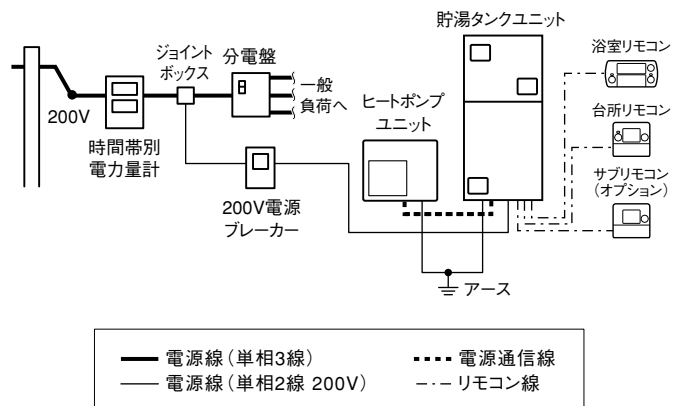 貯湯タンクユニット
浴室リモコン
ジョイント
ボックス
分電盤
一般
負荷へ
ヒートポンプ
ユニット
台所リモコン
200V
時間帯別
電力量計
サブリモコン
(オプション)
200V電源
ブレーカー
アース
電源線(単相3線)
電源通信線
電源線(単相2線 200V)
リモコン線